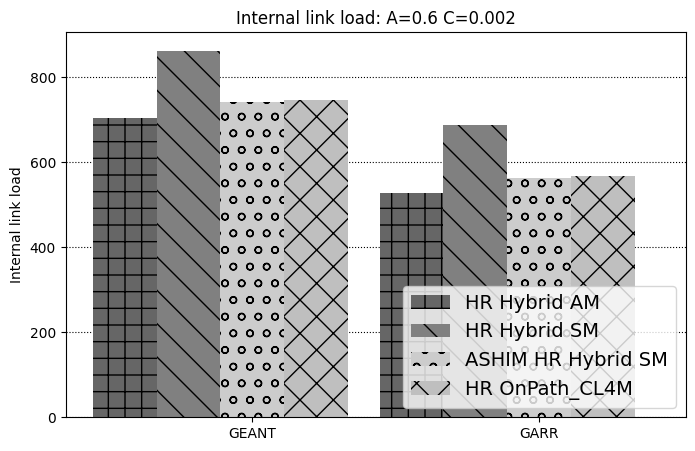 Internal link load: A=0.6 C=0.002
Internal link load
800
600
400
200
0
GEANT
GARR
HR Hybrid AM
HR Hybrid SM
ASHIM HR Hybrid SM
HR OnPath_CL4M